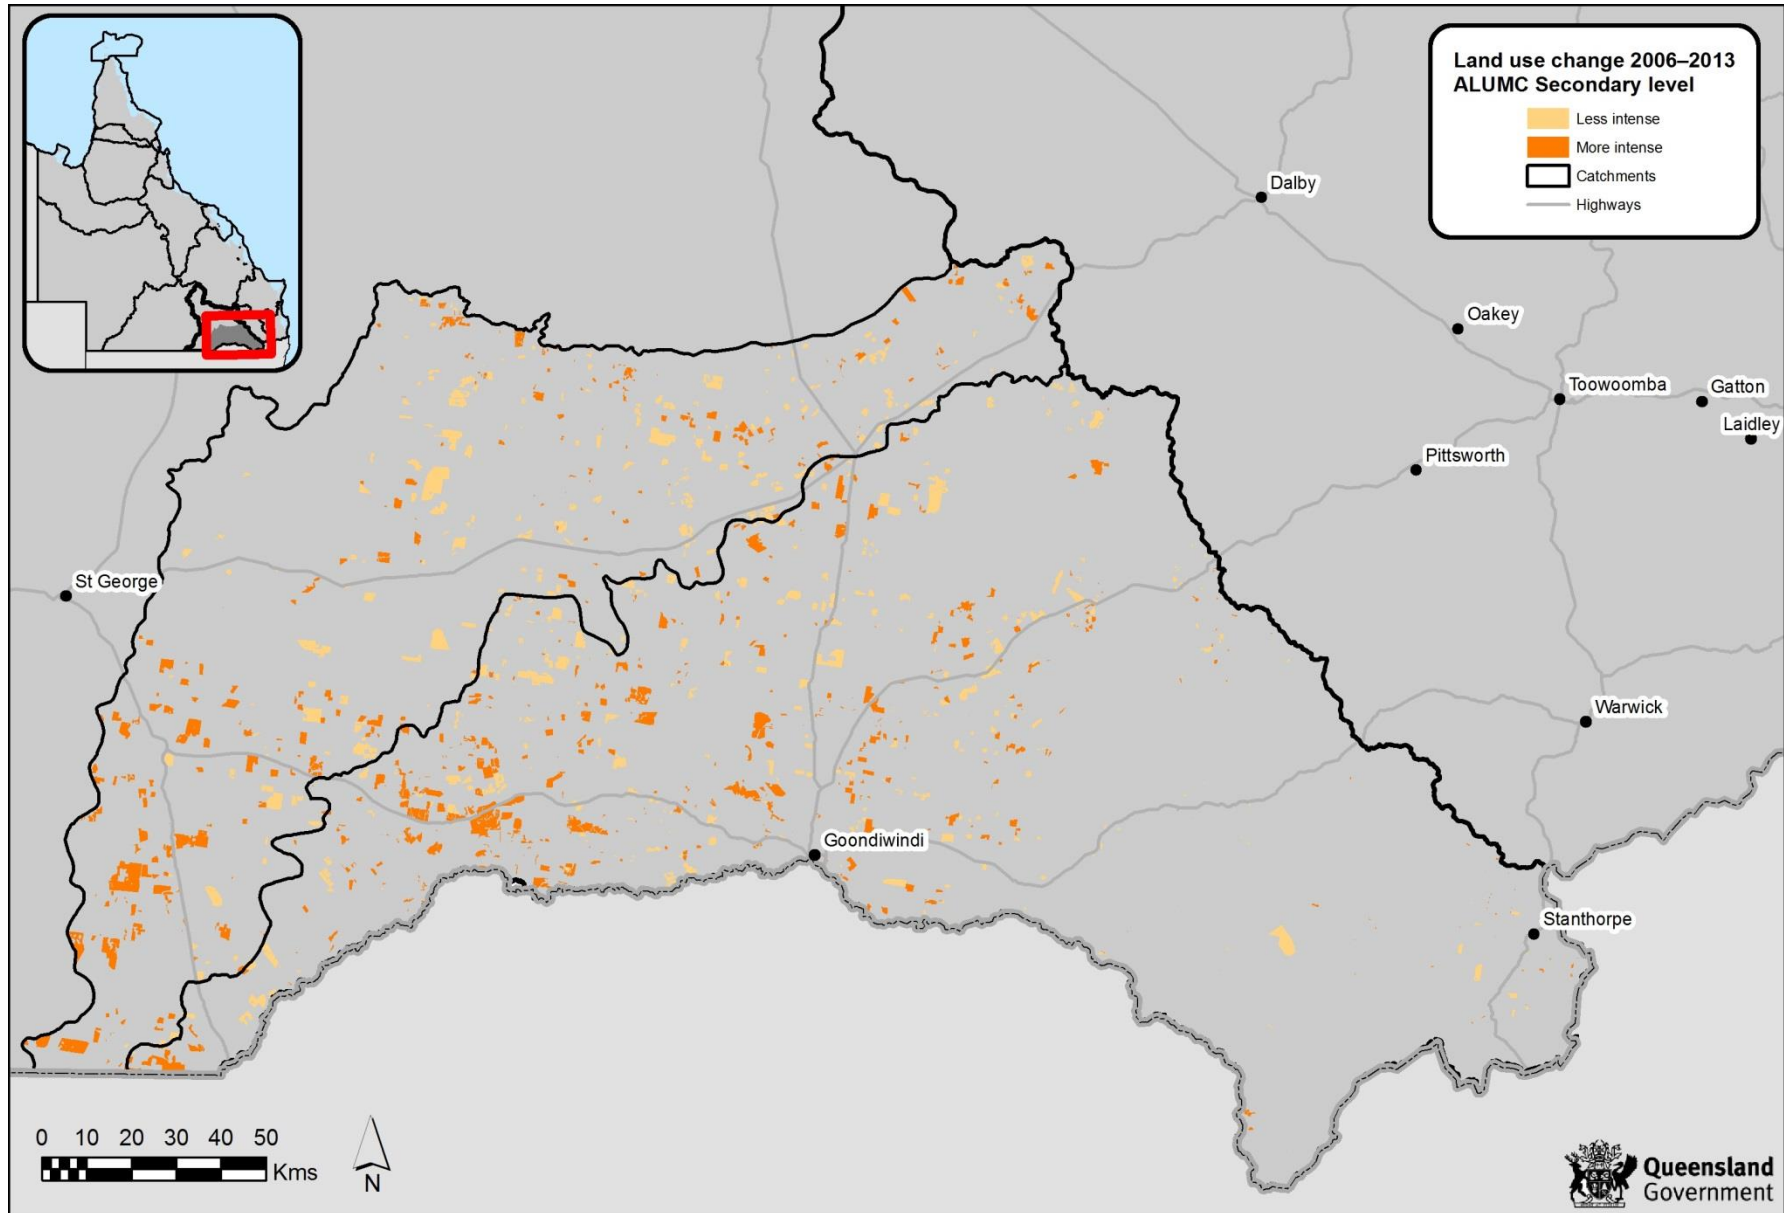 Land use change 2006–2013
ALUMC Secondary level
Less intense
More intense
Catchments
Highways
Dalby
Oakey
Toowoomba
Gatton
Laidley
Pittsworth
St George
Warwick
Goondiwindi
Stanthorpe
0 10 20 30 40 50
Kms
N
Queensland
Government